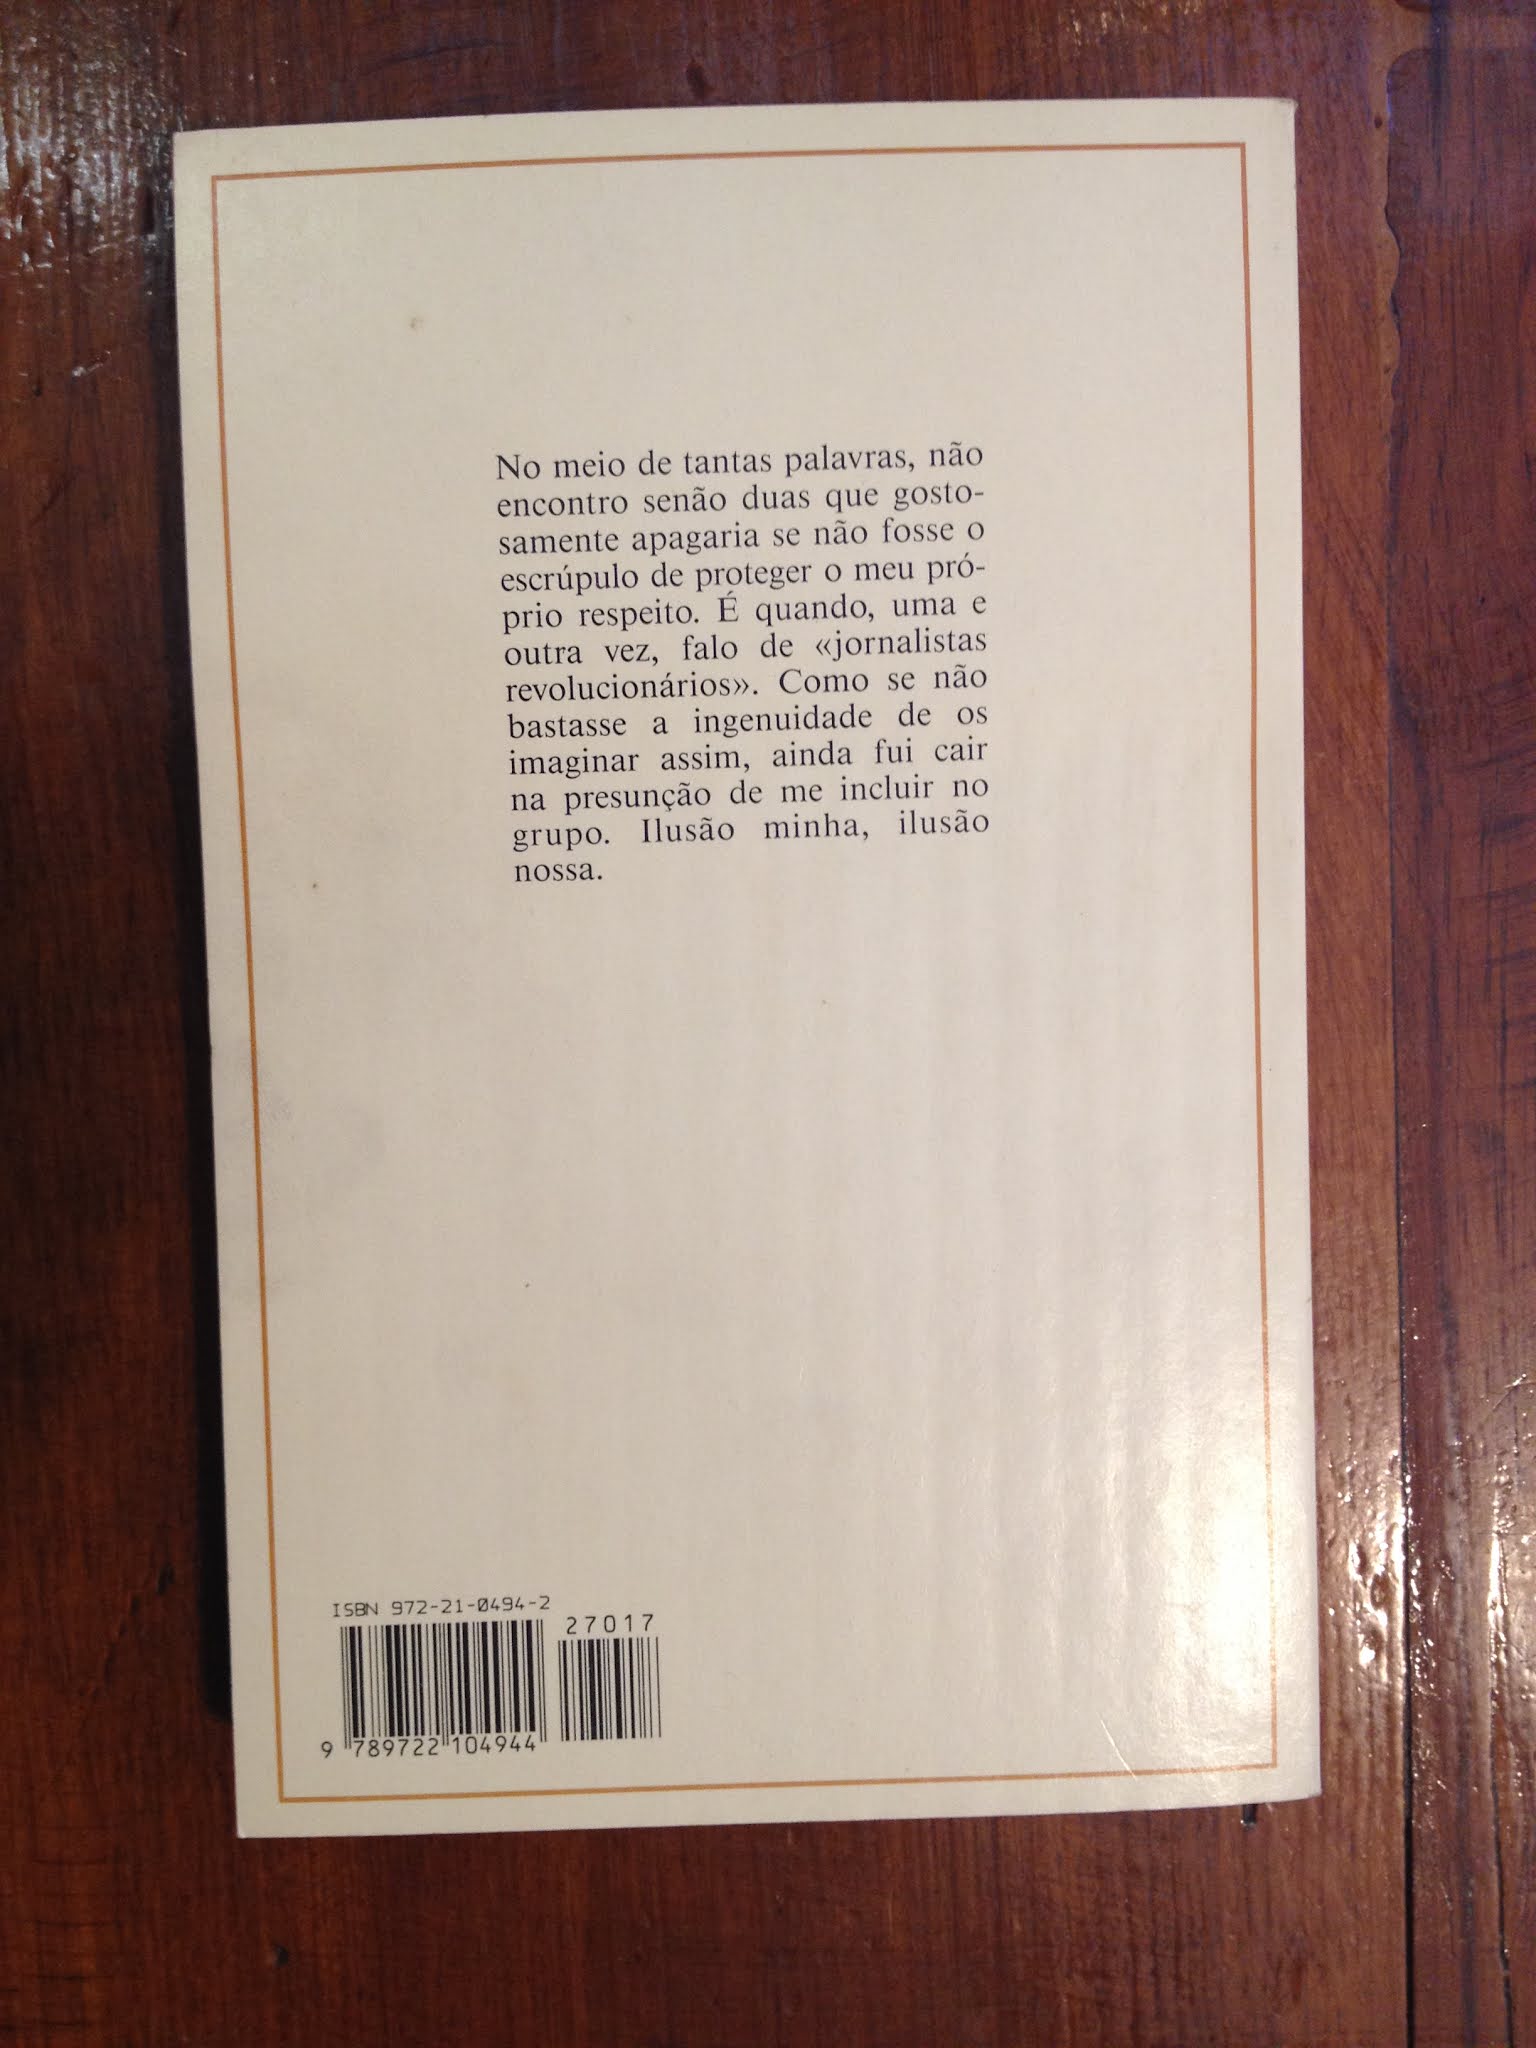 No meio de tantas palavras, não
encontro senão duas que gosto-
samente apagaria se não fosse o
escrúpulo de proteger o meu pró-
prio respeito. É quando, uma e
outra vez, falo de «jornalistas
revolucionários». Como se não
bastasse a ingenuidade de os
imaginar assim, ainda fui cair
na presunção de me incluir no
grupo. Ilusão minha, ilusão
nossa.
ISBN 972-21-0494-2
27017
9 789722 104944